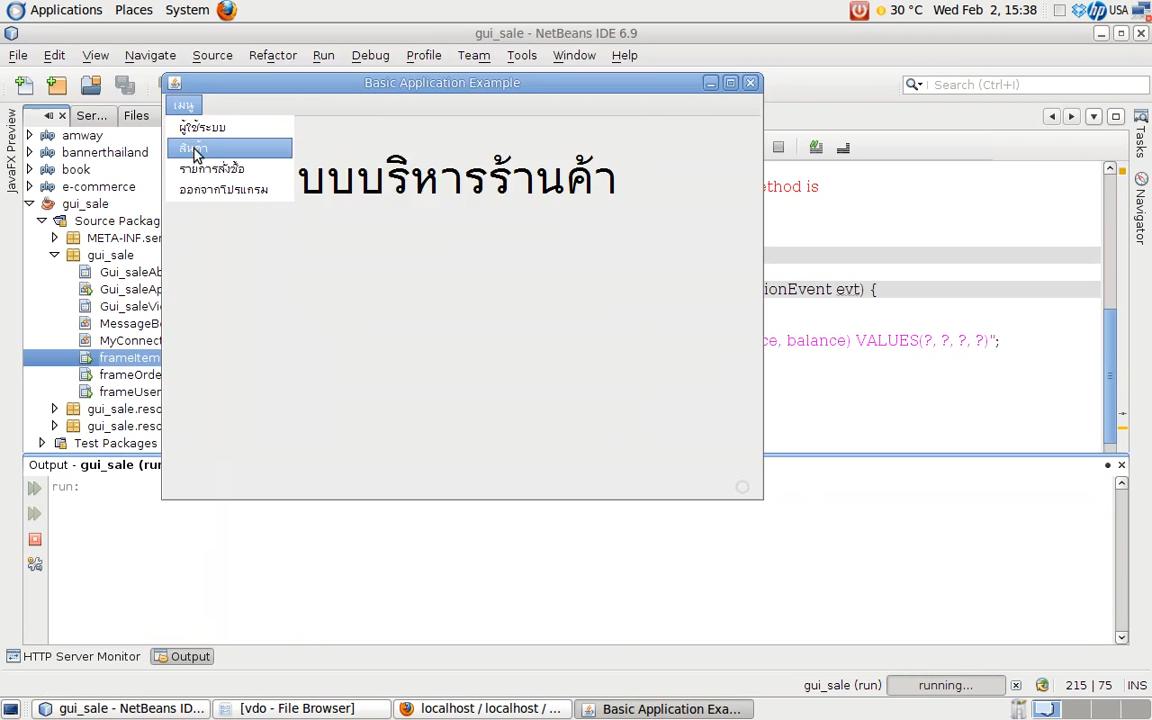 Applications Places System 30 °C Wed Feb 2, 15:38 USA
gui_sale - NetBeans IDE 6.9
File Edit View Navigate Source Refactor Run Debug Profile Team Tools Window Help
Basic Application Example
Search (Ctrl+I)
Ser... Files
เมนู
ผู้ใช้ระบบ
สินค้า
รายการสั่งซื้อ
ออกจากโปรแกรม
บบบริหารร้านค้า
JavaFX Preview
Tasks
Navigator
amway
bannerthailand
book
e-commerce
gui_sale
Source Packag
META-INF.ser
gui_sale
Gui_saleAb
Gui_saleAp
Gui_saleVi
MessageBo
MyConnect
frameItem
frameOrde
frameUser
gui_sale.reso
gui_sale.reso
Test Packages
thod is
ionEvent evt) {
ce, balance) VALUES(?, ?, ?, ?)";
Output - gui_sale (run
run:
HTTP Server Monitor Output
gui_sale (run) running... 215 | 75 INS
gui_sale - NetBeans ID... [vdo - File Browser] localhost / localhost / ... Basic Application Exa...